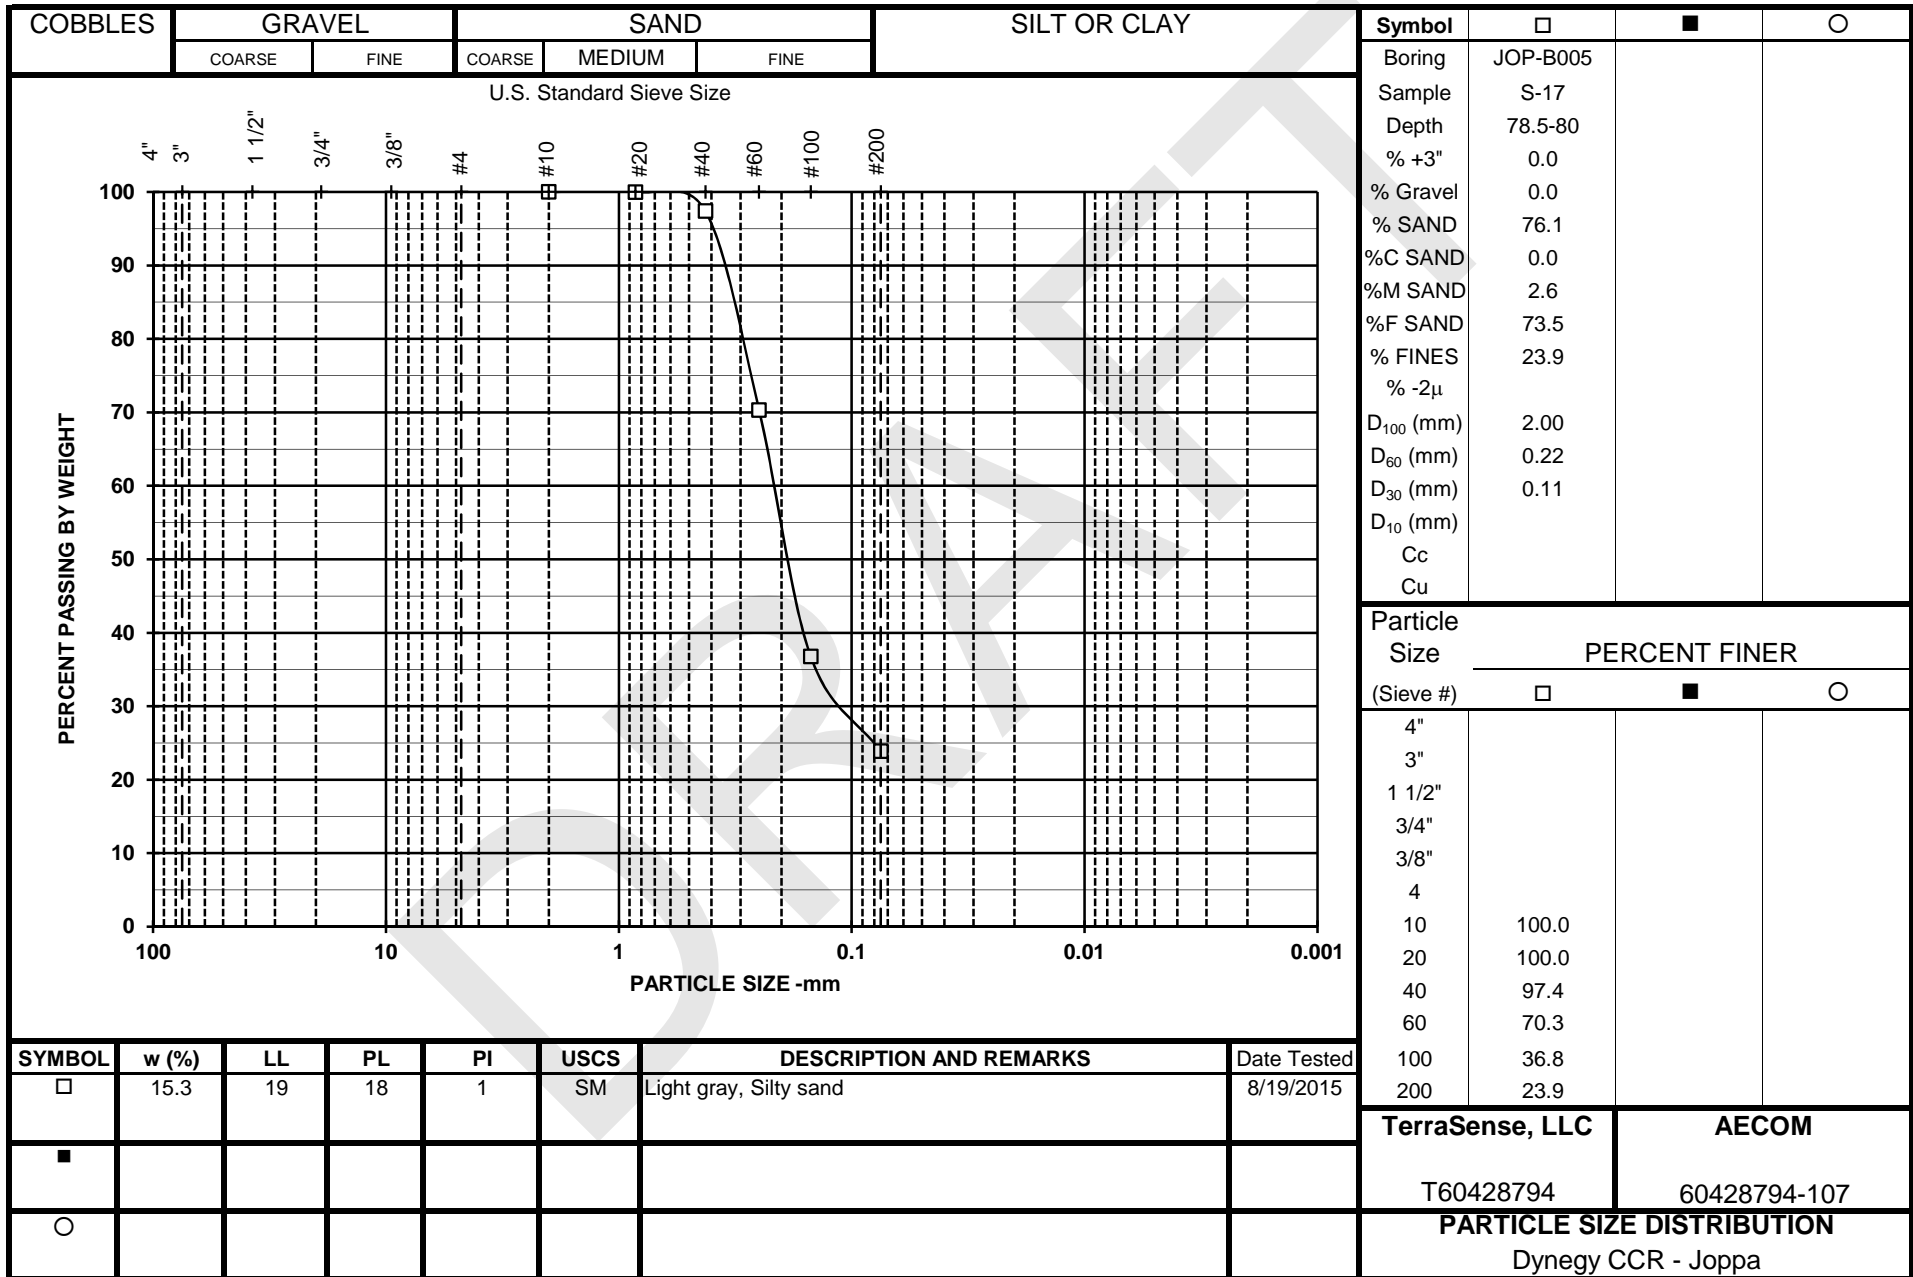 COBBLES GRAVEL SAND SILT OR CLAY
COARSE FINE COARSE MEDIUM FINE
U.S. Standard Sieve Size
4" 3" 1 1/2" 3/4" 3/8" #4 #10 #20 #40 #60 #100 #200
PERCENT PASSING BY WEIGHT
100
90
80
70
60
50
40
30
20
10
0
100 10 1 0.1 0.01 0.001
PARTICLE SIZE -mm
DRAFT
Symbol □ ■ ○
Boring JOP-B005
Sample S-17
Depth 78.5-80
% +3" 0.0
% Gravel 0.0
% SAND 76.1
%C SAND 0.0
%M SAND 2.6
%F SAND 73.5
% FINES 23.9
% -2µ
D100 (mm) 2.00
D60 (mm) 0.22
D30 (mm) 0.11
D10 (mm)
Cc
Cu
Particle
Size PERCENT FINER
(Sieve #) □ ■ ○
4"
3"
1 1/2"
3/4"
3/8"
4
10 100.0
20 100.0
40 97.4
60 70.3
100 36.8
200 23.9
SYMBOL w (%) LL PL PI USCS DESCRIPTION AND REMARKS Date Tested
□ 15.3 19 18 1 SM Light gray, Silty sand 8/19/2015
■
○
TerraSense, LLC AECOM
T60428794 60428794-107
PARTICLE SIZE DISTRIBUTION
Dynegy CCR - Joppa